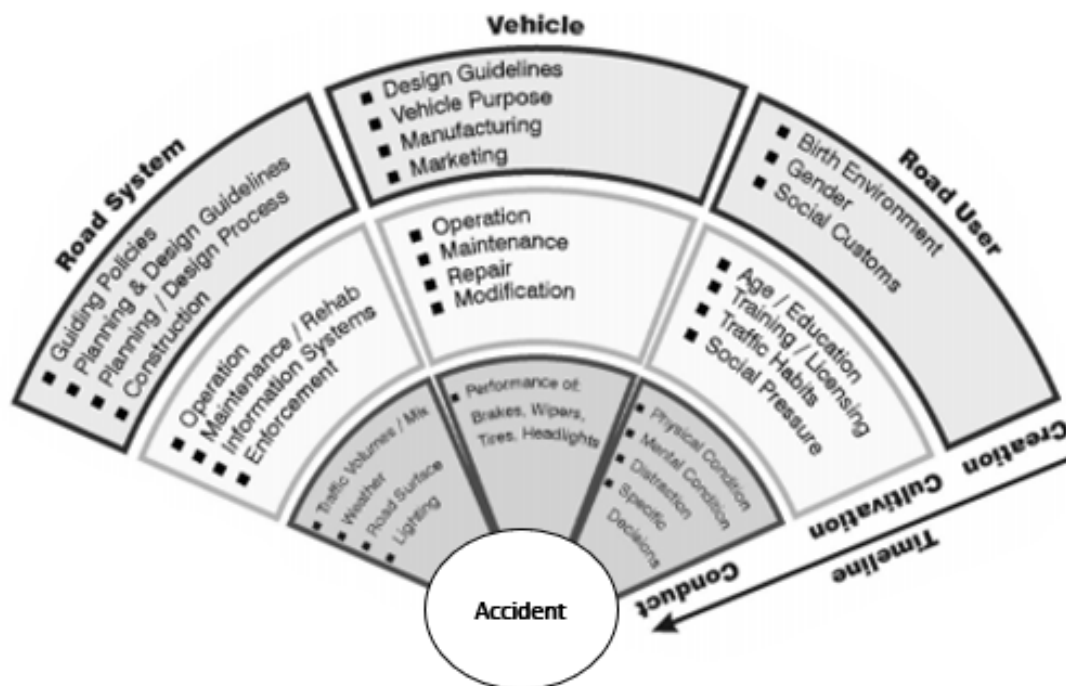 Vehicle
Design Guidelines
Vehicle Purpose
Manufacturing
Marketing
Operation
Maintenance
Repair
Modification
Performance of:
Brakes, Wipers,
Tires, Headlights
Road System
Guiding Policies
Planning & Design Guidelines
Planning / Design Process
Construction
Operation
Maintenance / Rehab
Information Systems
Enforcement
Traffic Volumes / Mix
Weather
Road Surface
Lighting
Road User
Birth Environment
Gender
Social Customs
Age / Education
Training / Licensing
Traffic Habits
Social Pressure
Physical Condition
Mental Condition
Distraction
Specific
Decisions
Creation
Cultivation
Conduct
Timeline
Accident